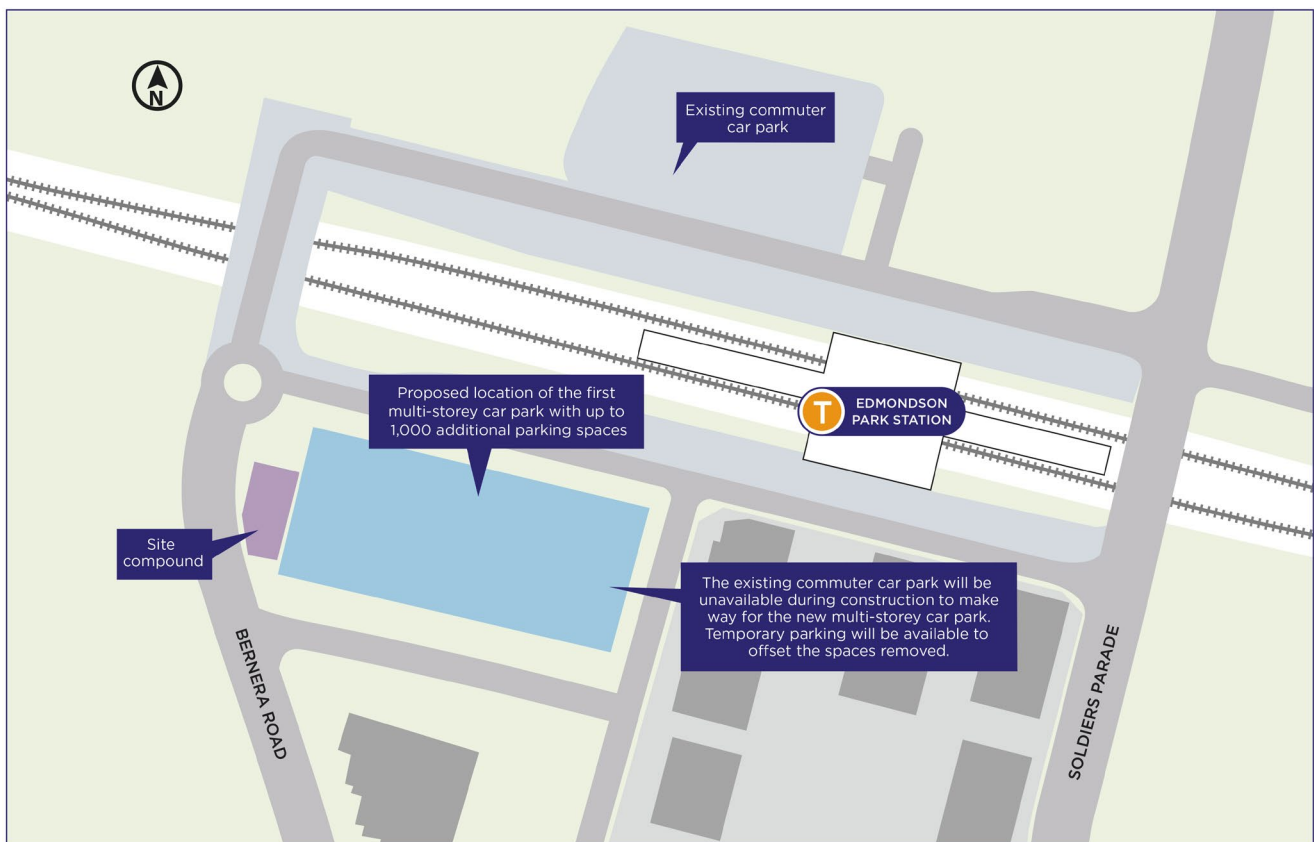 N
Existing commuter
car park
Proposed location of the first
multi-storey car park with up to
1,000 additional parking spaces
T
EDMONDSON
PARK STATION
Site
compound
The existing commuter car park will be
unavailable during construction to make
way for the new multi-storey car park.
Temporary parking will be available to
offset the spaces removed.
BERNERA ROAD
SOLDIERS PARADE